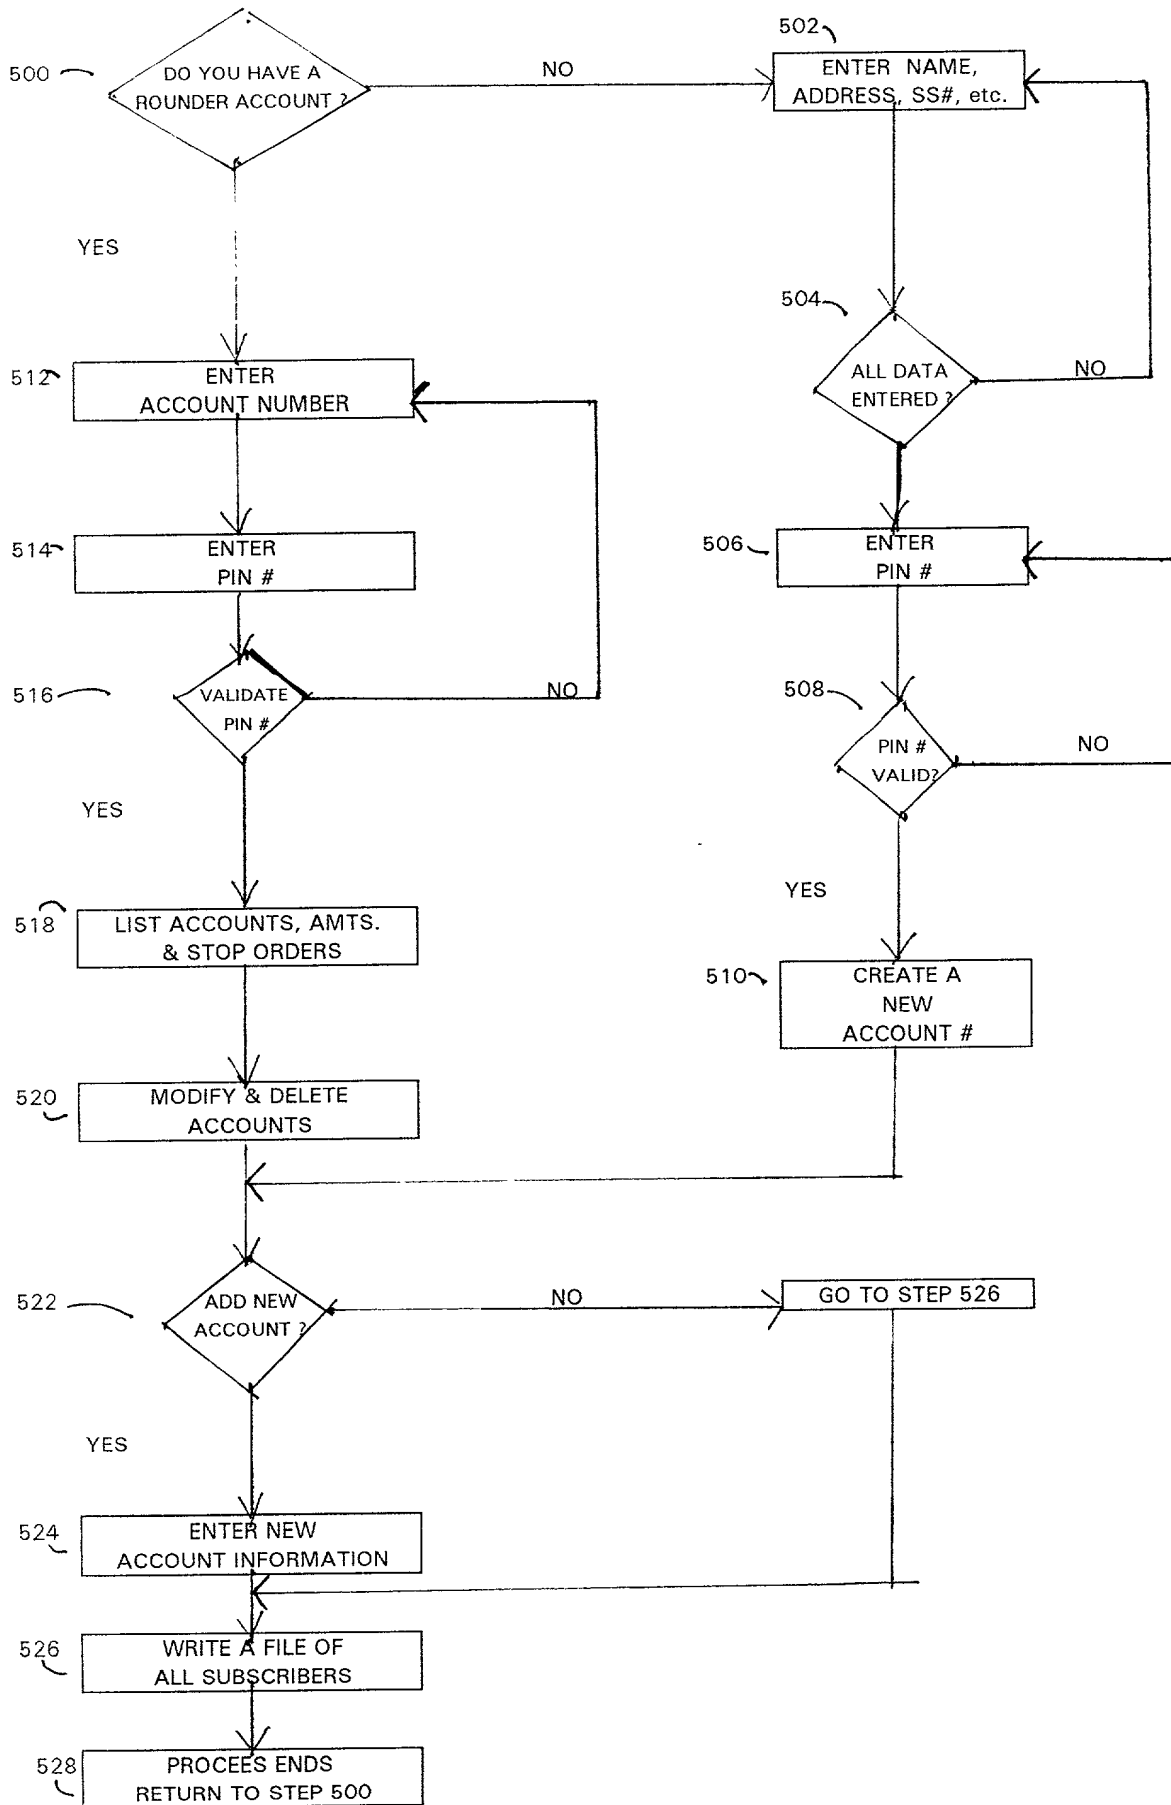 500
DO YOU HAVE A
ROUNDER ACCOUNT ?
NO
502
ENTER NAME,
ADDRESS, SS#, etc.
YES
504
ALL DATA
ENTERED ?
NO
512
ENTER
ACCOUNT NUMBER
514
ENTER
PIN #
506
ENTER
PIN #
516
VALIDATE
PIN #
NO
508
PIN #
VALID?
NO
YES
YES
518
LIST ACCOUNTS, AMTS.
& STOP ORDERS
510
CREATE A
NEW
ACCOUNT #
520
MODIFY & DELETE
ACCOUNTS
522
ADD NEW
ACCOUNT ?
NO
GO TO STEP 526
YES
524
ENTER NEW
ACCOUNT INFORMATION
526
WRITE A FILE OF
ALL SUBSCRIBERS
528
PROCEES ENDS
RETURN TO STEP 500